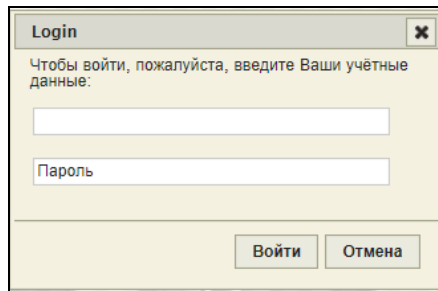 Login
Чтобы войти, пожалуйста, введите Ваши учётные
данные:
Пароль
Войти Отмена